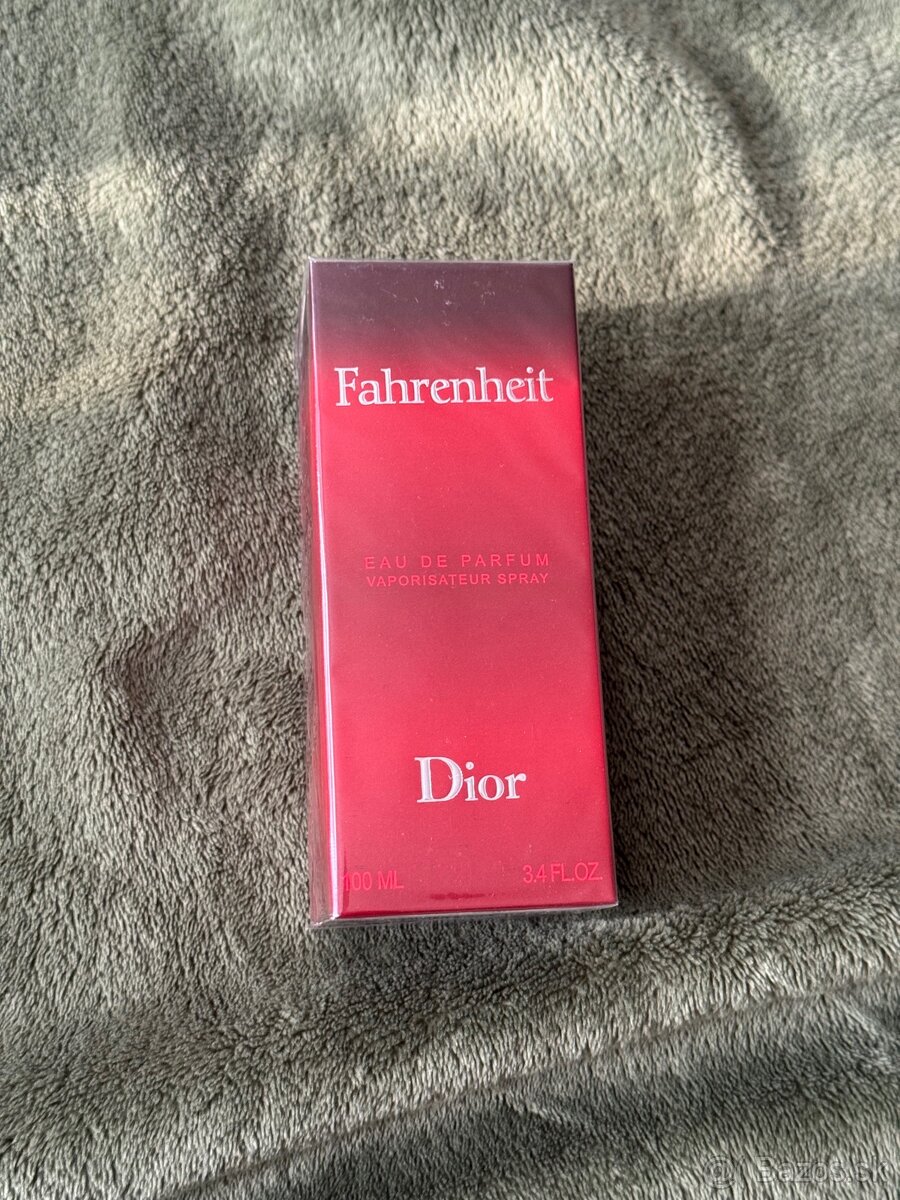 Fahrenheit
EAU DE PARFUM
VAPORISATEUR SPRAY
Dior
100 ML 3.4 FL.OZ.
© Bazos.sk